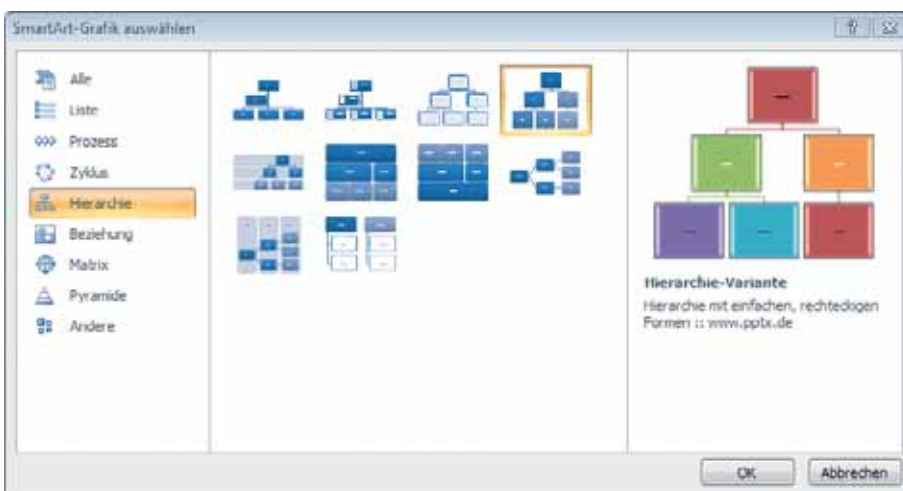 SmartArt-Grafik auswählen
Alle
Liste
Prozess
Zyklus
Hierarchie
Beziehung
Matrix
Pyramide
Andere
Hierarchie-Variante
Hierarchie mit einfachen, rechteckigen
Formen :: www.pptx.de
OK
Abbrechen